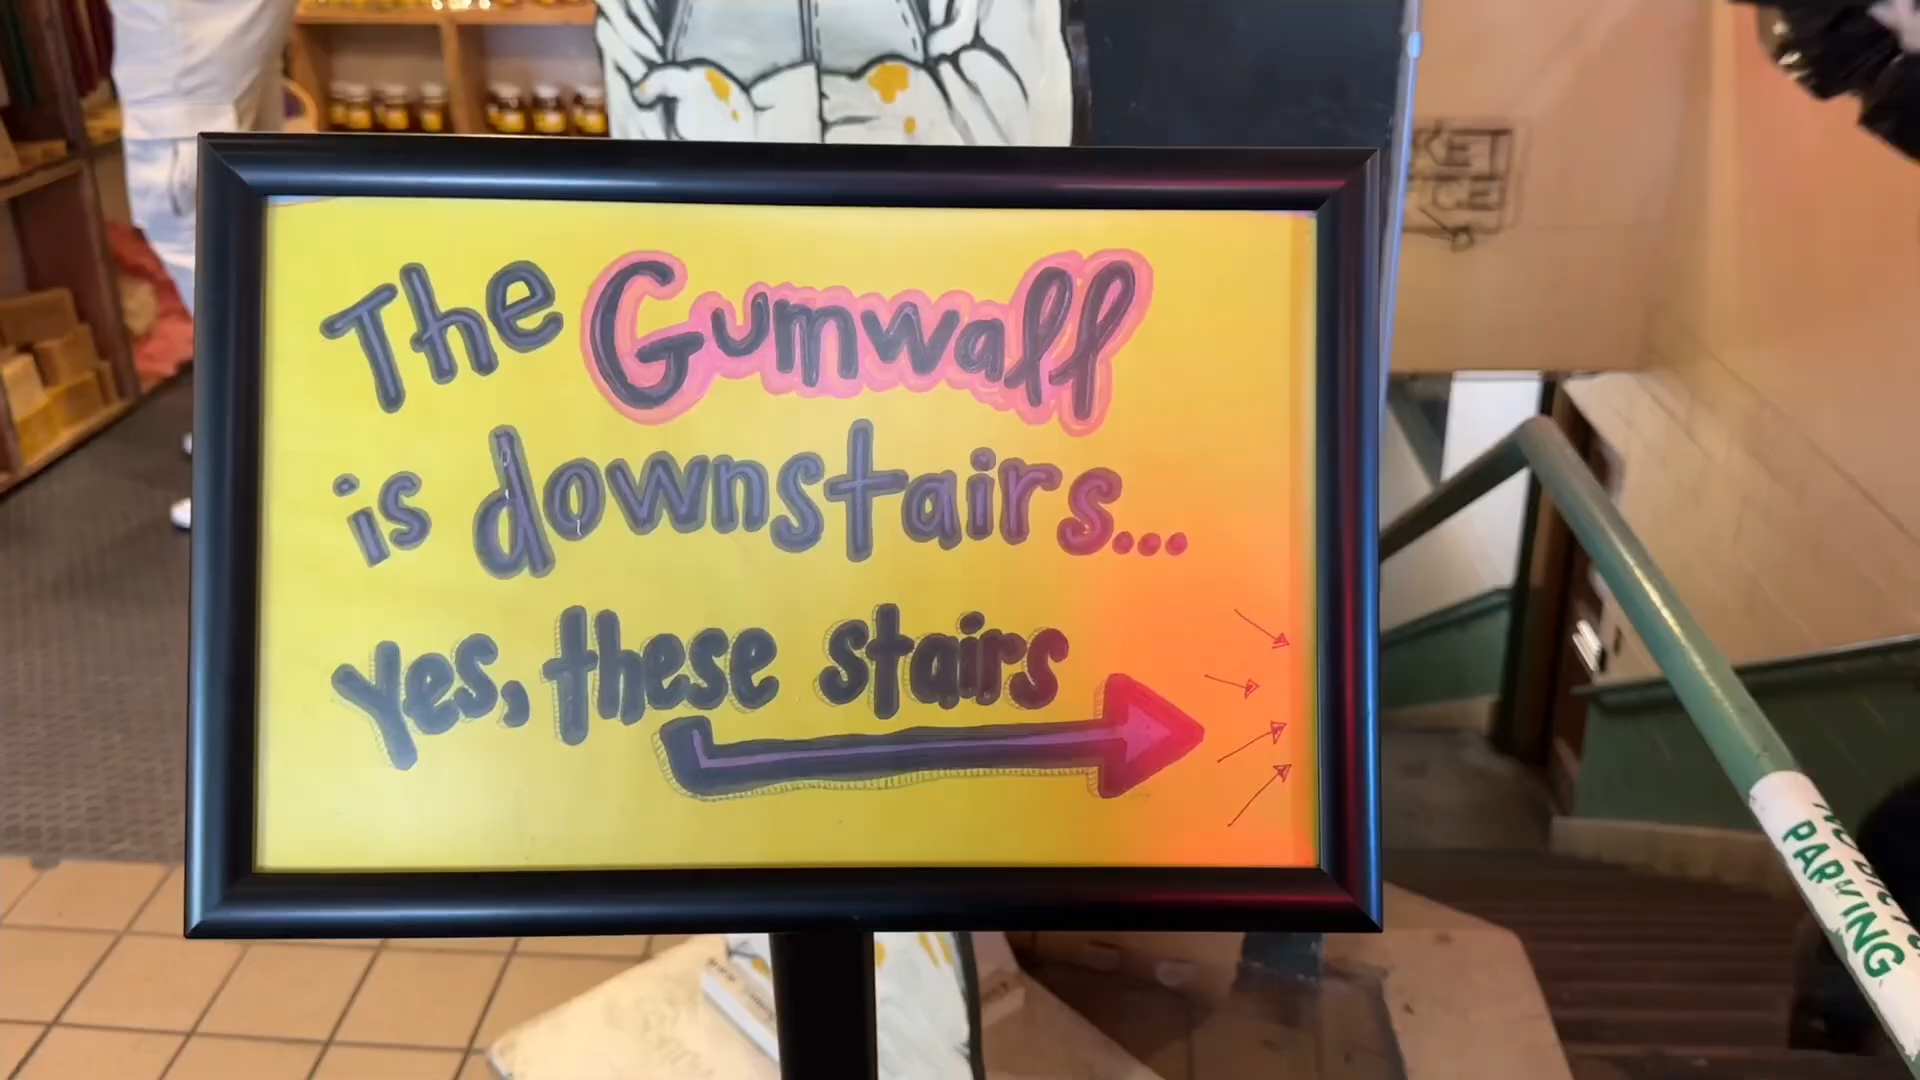 The Gumwall
is downstairs...
Yes, these stairs
PARKING